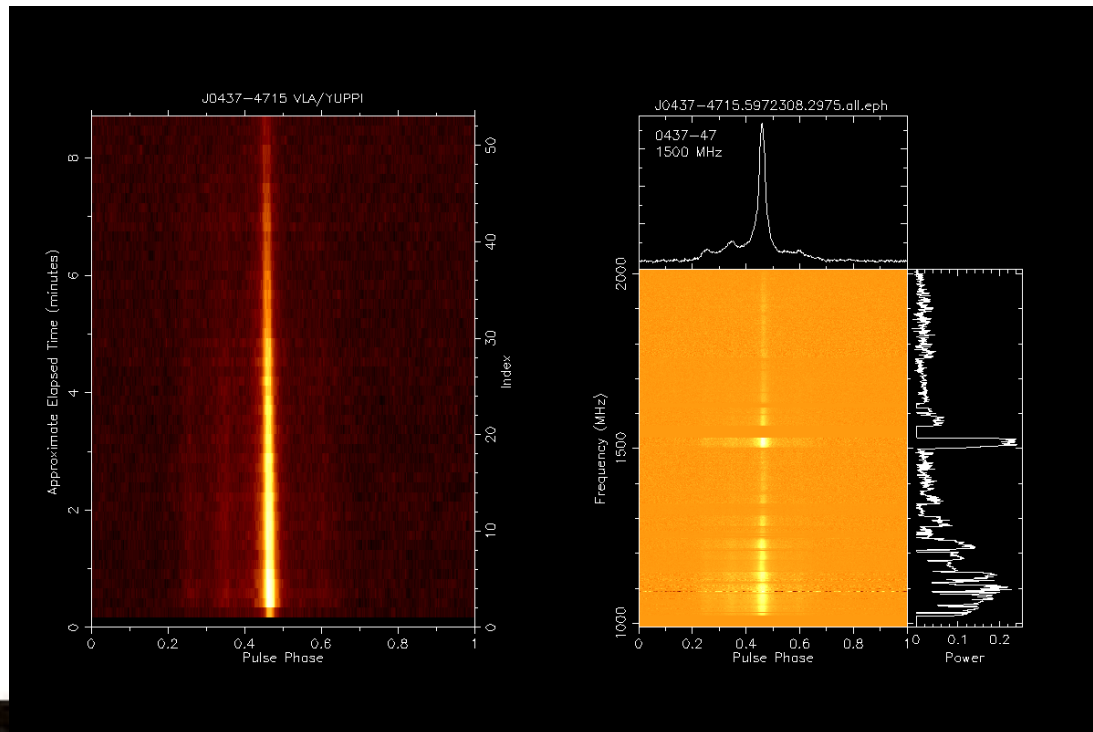 J0437-4715 VLA/YUPPI
Approximate Elapsed Time (minutes)
8
6
4
2
0
50
40
30
20
10
0
Index
0 0.2 0.4 0.6 0.8 1
Pulse Phase
J0437-4715.5972308.2975.all.eph
0437-47
1500 MHz
Frequency (MHz)
2000
1500
1000
0 0.2 0.4 0.6 0.8 1
Pulse Phase
0 0.1 0.2
Power